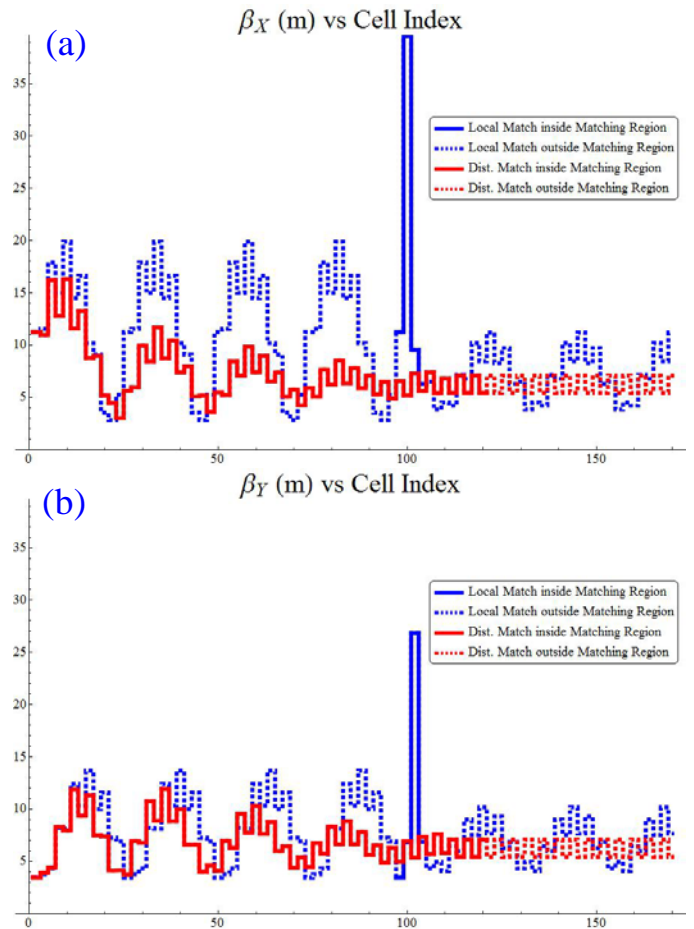 βX (m) vs Cell Index
(a)
35
30
25
20
15
10
5
0
50
100
150
Local Match inside Matching Region
Local Match outside Matching Region
Dist. Match inside Matching Region
Dist. Match outside Matching Region
βY (m) vs Cell Index
(b)
35
30
25
20
15
10
5
0
50
100
150
Local Match inside Matching Region
Local Match outside Matching Region
Dist. Match inside Matching Region
Dist. Match outside Matching Region